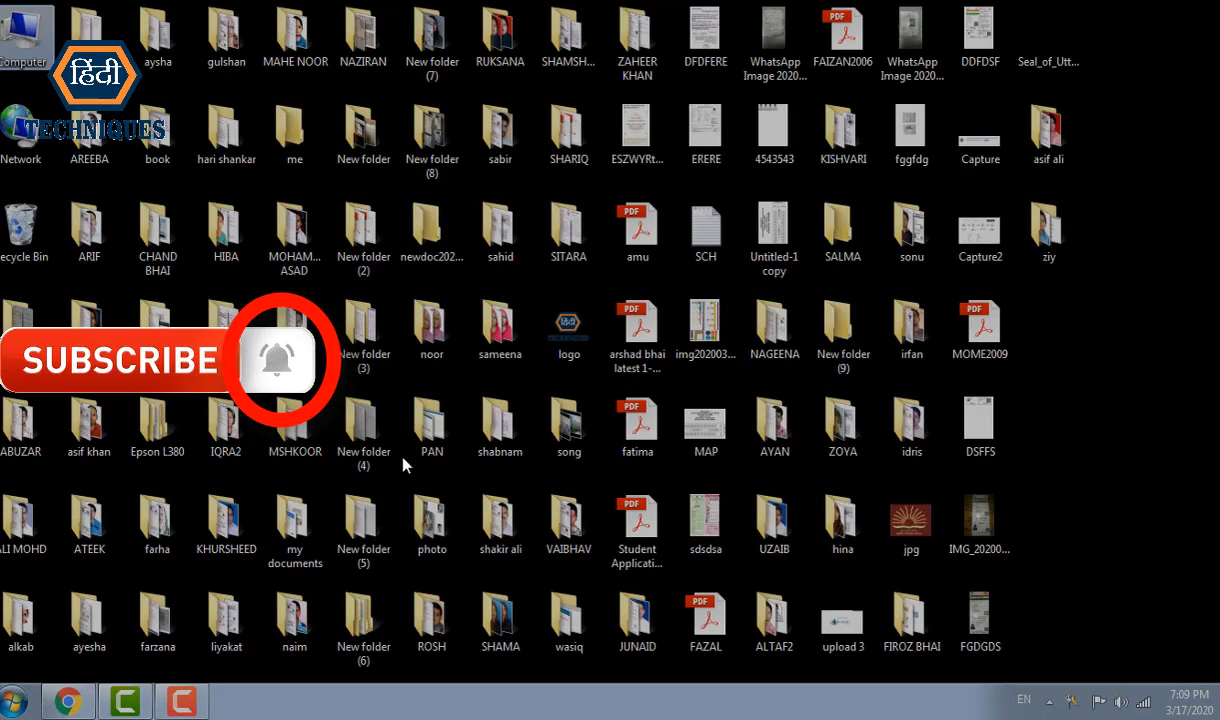 हिंदी
TECHNIQUES
SUBSCRIBE
Computer
aysha
gulshan
MAHE NOOR
NAZIRAN
New folder
(7)
RUKSANA
SHAMSH...
ZAHEER
KHAN
DFDFERE
WhatsApp
Image 2020...
FAIZAN2006
WhatsApp
Image 2020...
DDFDSF
Seal_of_Utt...
Network
AREEBA
book
hari shankar
me
New folder
New folder
(8)
sabir
SHARIQ
ESZWYRt...
ERERE
4543543
KISHVARI
fggfdg
Capture
asif ali
ecycle Bin
ARIF
CHAND
BHAI
HIBA
MOHAM...
ASAD
New folder
(2)
newdoc202...
sahid
SITARA
PDF
amu
SCH
Untitled-1
copy
SALMA
sonu
Capture2
ziy
New folder
(3)
noor
sameena
logo
PDF
arshad bhai
latest 1-...
img202003...
NAGEENA
New folder
(9)
irfan
PDF
MOME2009
ABUZAR
asif khan
Epson L380
IQRA2
MSHKOOR
New folder
(4)
PAN
shabnam
song
PDF
fatima
MAP
AYAN
ZOYA
idris
DSFFS
ALI MOHD
ATEEK
farha
KHURSHEED
my
documents
New folder
(5)
photo
shakir ali
VAIBHAV
PDF
Student
Applicati...
sdsdsa
UZAIB
hina
jpg
IMG_20200...
alkab
ayesha
farzana
liyakat
naim
New folder
(6)
ROSH
SHAMA
wasiq
JUNAID
PDF
FAZAL
ALTAF2
upload 3
FIROZ BHAI
FGDGDS
EN
7:09 PM
3/17/2020